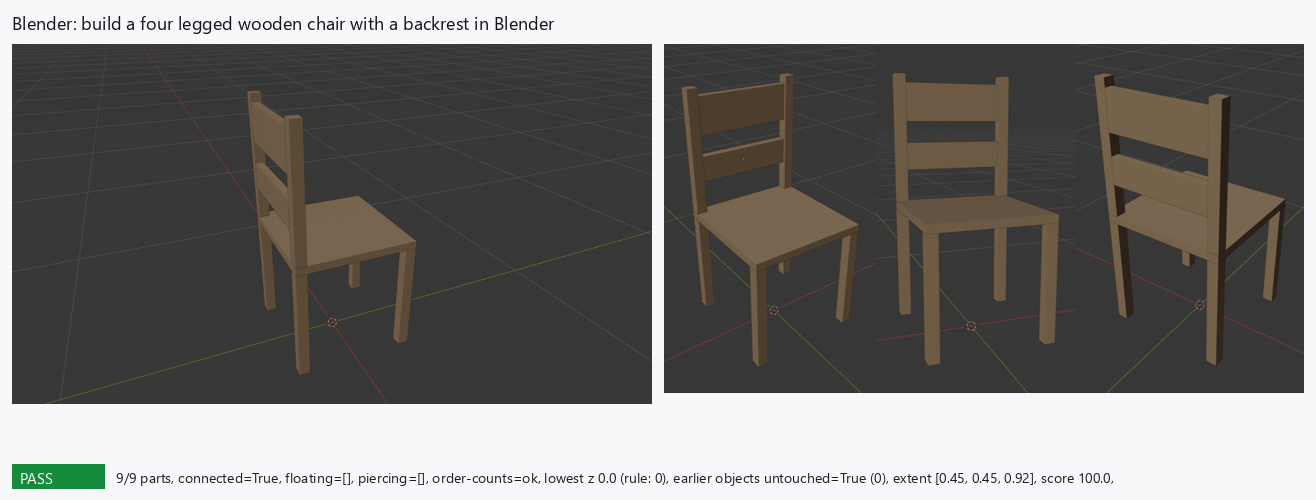 Blender: build a four legged wooden chair with a backrest in Blender
PASS 9/9 parts, connected=True, floating=[], piercing=[], order-counts=ok, lowest z 0.0 (rule: 0), earlier objects untouched=True (0), extent [0.45, 0.45, 0.92], score 100.0,